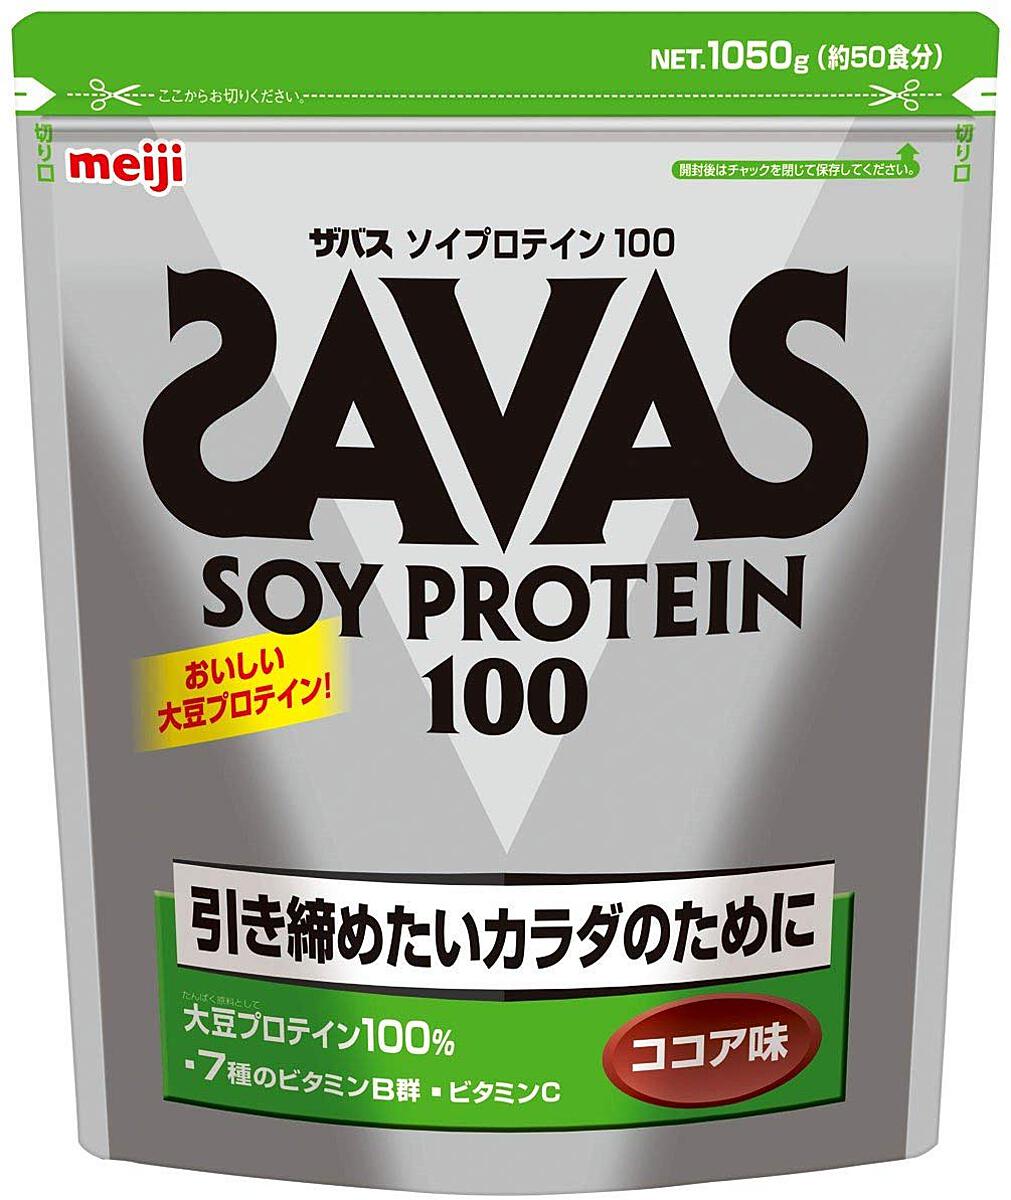 NET.1050g(約50食分)
ここからお切りください。
切り口
切り口
meiji
開封後はチャックを閉じて保存してください。
ザバス ソイプロテイン 100
SAVAS
SOY PROTEIN
100
おいしい
大豆プロテイン!
引き締めたいカラダのために
たんぱく原料として
大豆プロテイン100%
▪7種のビタミンB群 ▪ビタミンC
ココア味